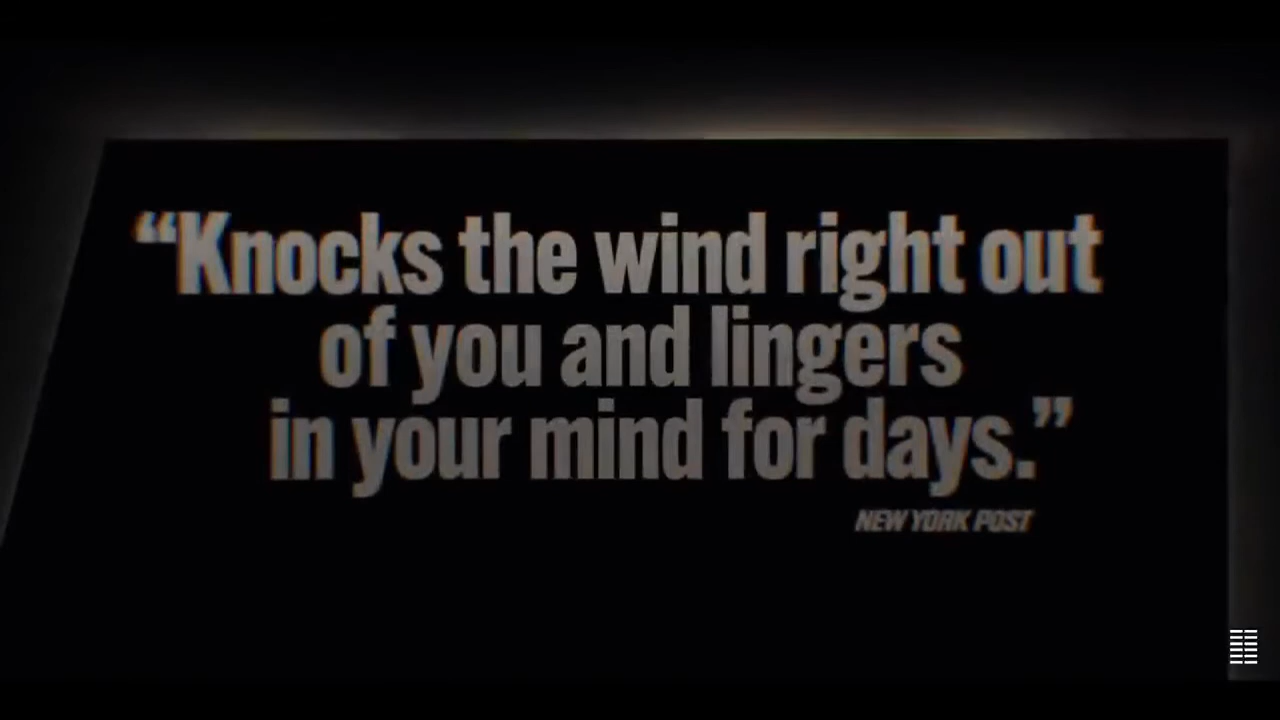 “Knocks the wind right out
of you and lingers
in your mind for days.”
NEW YORK POST